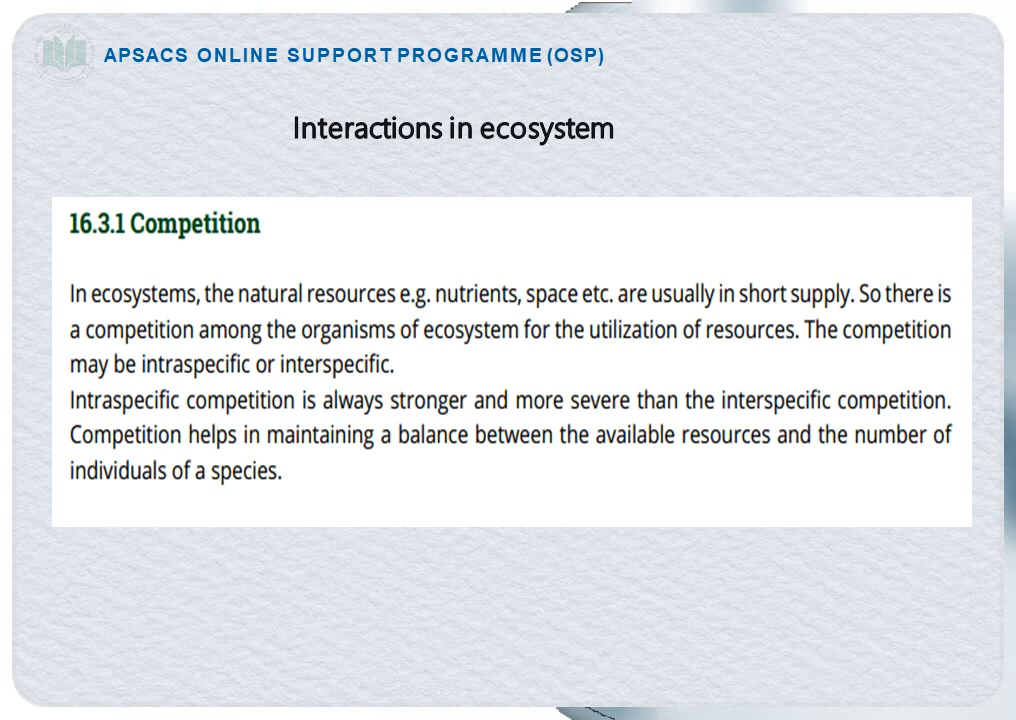 APSACS ONLINE SUPPORT PROGRAMME (OSP)
Interactions in ecosystem
16.3.1 Competition
In ecosystems, the natural resources e.g. nutrients, space etc. are usually in short supply. So there is
a competition among the organisms of ecosystem for the utilization of resources. The competition
may be intraspecific or interspecific.
Intraspecific competition is always stronger and more severe than the interspecific competition.
Competition helps in maintaining a balance between the available resources and the number of
individuals of a species.